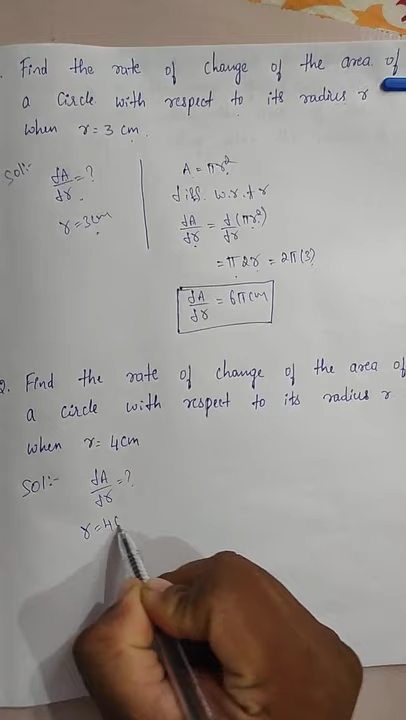 . Find the rate of change of the area of
a circle with respect to its radius r
when r = 3 cm.
Sol:-
dA/dr = ?
r = 3cm
A = πr²
diff. w.r.t r
dA/dr = d/dr (πr²)
= π2r = 2π(3)
dA/dr = 6π cm
2. Find the rate of change of the area of
a circle with respect to its radius r
when r = 4cm
Sol:- dA/dr = ?
r = 4c